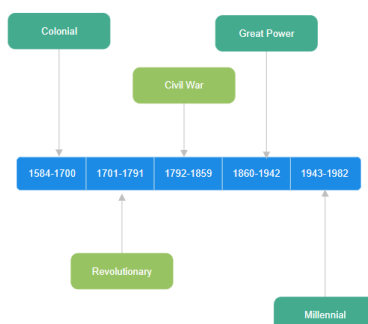 Colonial
Great Power
Civil War
1584-1700
1701-1791
1792-1859
1860-1942
1943-1982
Revolutionary
Millennial